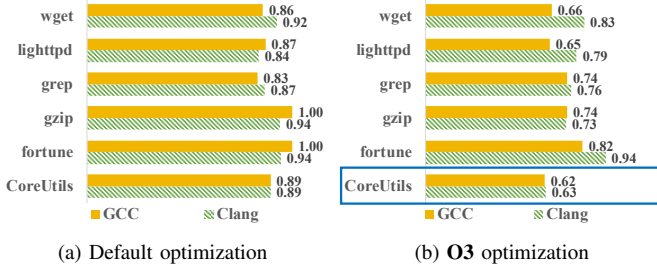 wget 0.86 0.92
lighttpd 0.87 0.84
grep 0.83 0.87
gzip 1.00 0.94
fortune 1.00 0.94
CoreUtils 0.89 0.89
GCC Clang
(a) Default optimization
wget 0.66 0.83
lighttpd 0.65 0.79
grep 0.74 0.76
gzip 0.74 0.73
fortune 0.82 0.94
CoreUtils 0.62 0.63
GCC Clang
(b) O3 optimization